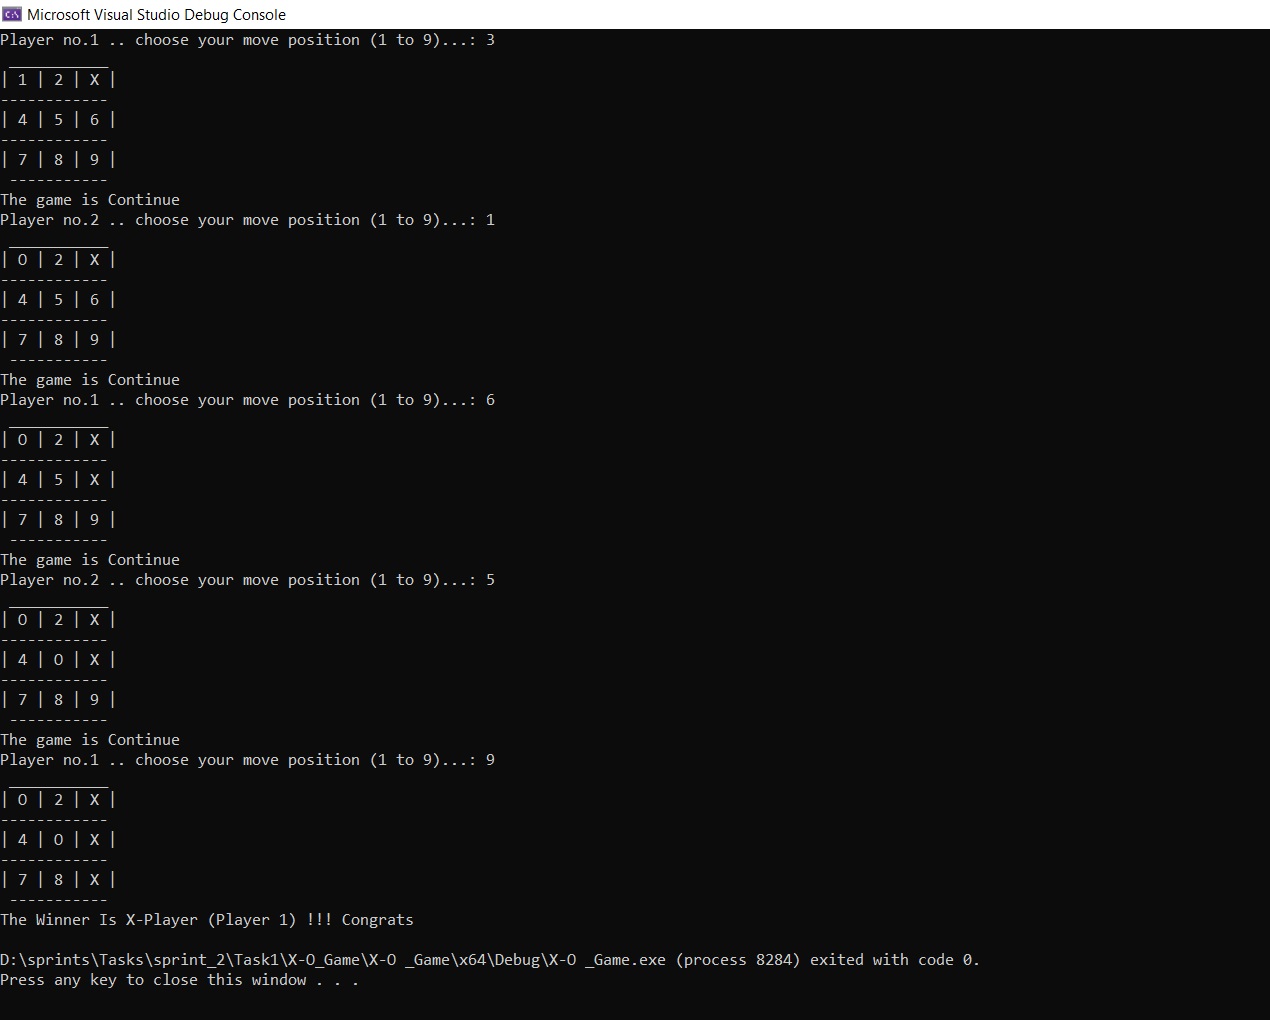 Microsoft Visual Studio Debug Console
Player no.1 .. choose your move position (1 to 9)...: 3
 ___________
| 1 | 2 | X |
------------
| 4 | 5 | 6 |
------------
| 7 | 8 | 9 |
 -----------
The game is Continue
Player no.2 .. choose your move position (1 to 9)...: 1
 ___________
| O | 2 | X |
------------
| 4 | 5 | 6 |
------------
| 7 | 8 | 9 |
 -----------
The game is Continue
Player no.1 .. choose your move position (1 to 9)...: 6
 ___________
| O | 2 | X |
------------
| 4 | 5 | X |
------------
| 7 | 8 | 9 |
 -----------
The game is Continue
Player no.2 .. choose your move position (1 to 9)...: 5
 ___________
| O | 2 | X |
------------
| 4 | O | X |
------------
| 7 | 8 | 9 |
 -----------
The game is Continue
Player no.1 .. choose your move position (1 to 9)...: 9
 ___________
| O | 2 | X |
------------
| 4 | O | X |
------------
| 7 | 8 | X |
 -----------
The Winner Is X-Player (Player 1) !!! Congrats
D:\sprints\Tasks\sprint_2\Task1\X-O_Game\X-O _Game\x64\Debug\X-O _Game.exe (process 8284) exited with code 0.
Press any key to close this window . . .